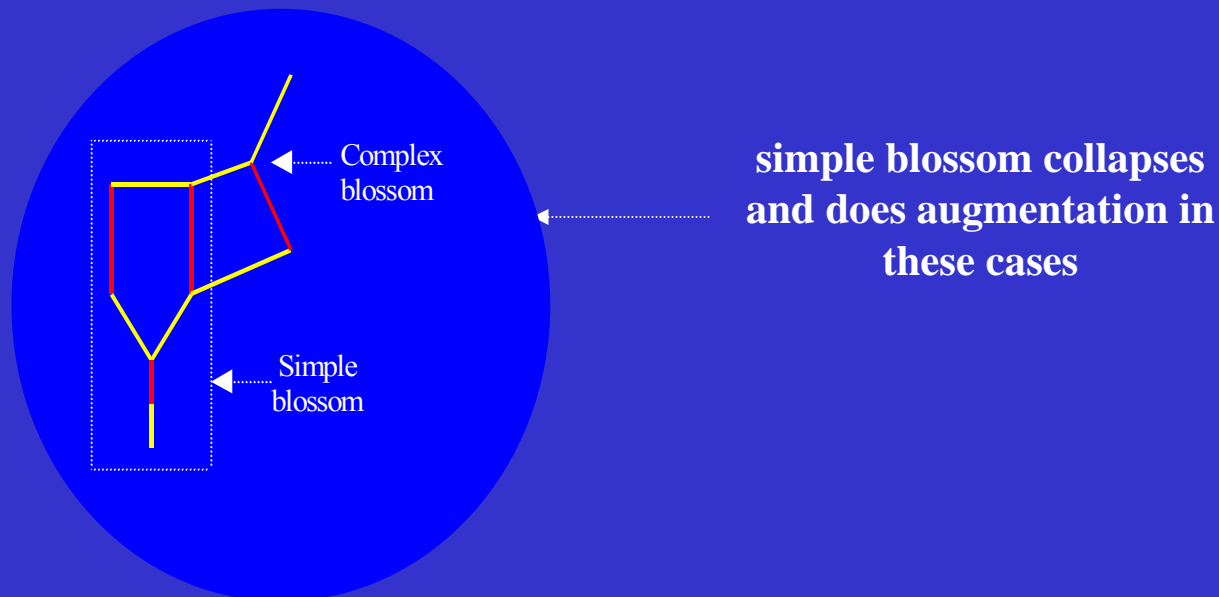 Complex
blossom
Simple
blossom
simple blossom collapses
and does augmentation in
these cases